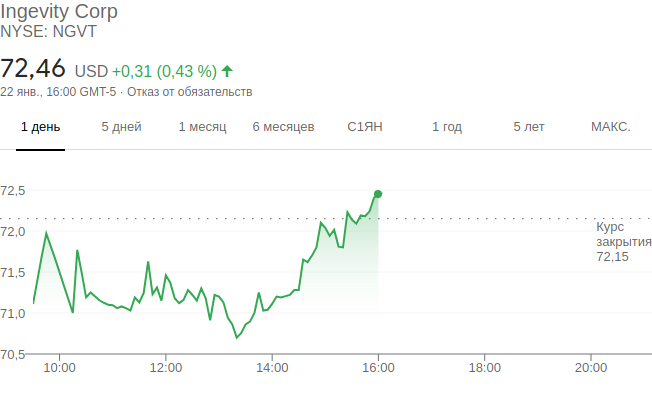 Ingevity Corp
NYSE: NGVT
72,46 USD +0,31 (0,43 %)
22 янв., 16:00 GMT-5 · Отказ от обязательств
1 день 5 дней 1 месяц 6 месяцев С1ЯН 1 год 5 лет МАКС.
72,5
72,0
71,5
71,0
70,5
Курс
закрытия
72,15
10:00 12:00 14:00 16:00 18:00 20:00